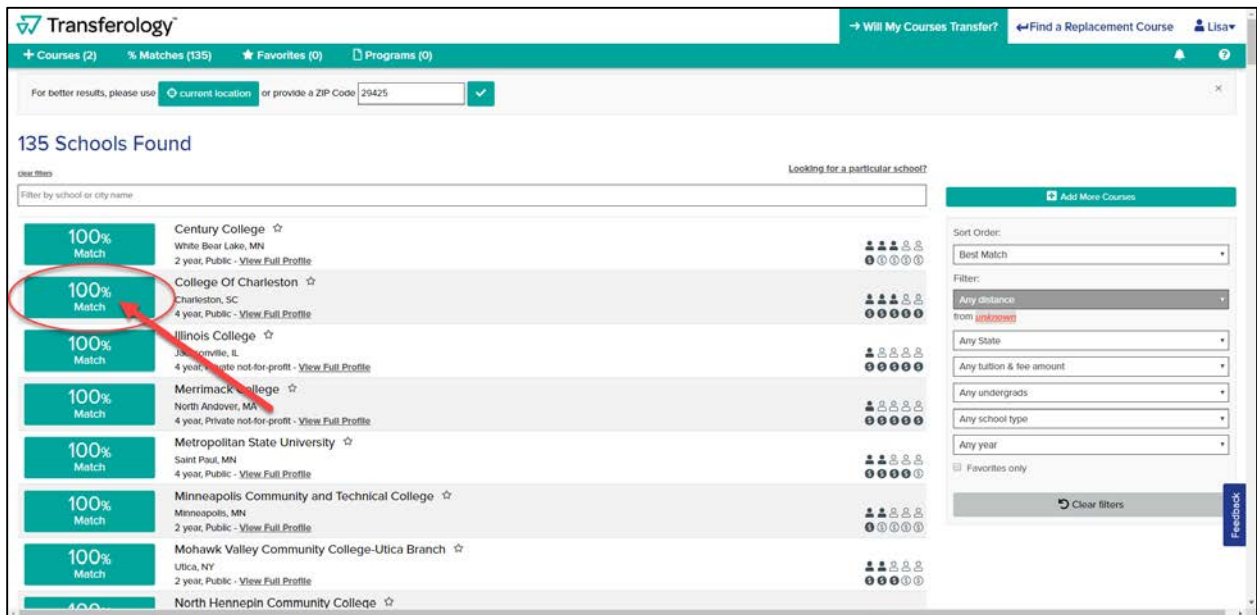 Transferology™
→ Will My Courses Transfer?
Find a Replacement Course
Lisa
+ Courses (2)
% Matches (135)
★ Favorites (0)
Programs (0)
For better results, please use current location or provide a ZIP Code 29425
135 Schools Found
clear filters
Looking for a particular school?
Filter by school or city name
Add More Courses
100% Match
Century College ☆
White Bear Lake, MN
2 year, Public - View Full Profile
100% Match
College Of Charleston ☆
Charleston, SC
4 year, Public - View Full Profile
100% Match
Illinois College ☆
Jacksonville, IL
4 year, Private not-for-profit - View Full Profile
100% Match
Merrimack College ☆
North Andover, MA
4 year, Private not-for-profit - View Full Profile
100% Match
Metropolitan State University ☆
Saint Paul, MN
4 year, Public - View Full Profile
100% Match
Minneapolis Community and Technical College ☆
Minneapolis, MN
2 year, Public - View Full Profile
100% Match
Mohawk Valley Community College-Utica Branch ☆
Utica, NY
2 year, Public - View Full Profile
North Hennepin Community College ☆
Sort Order:
Best Match
Filter:
Any distance
from unknown
Any State
Any tuition & fee amount
Any undergrads
Any school type
Any year
Favorites only
Clear filters
Feedback